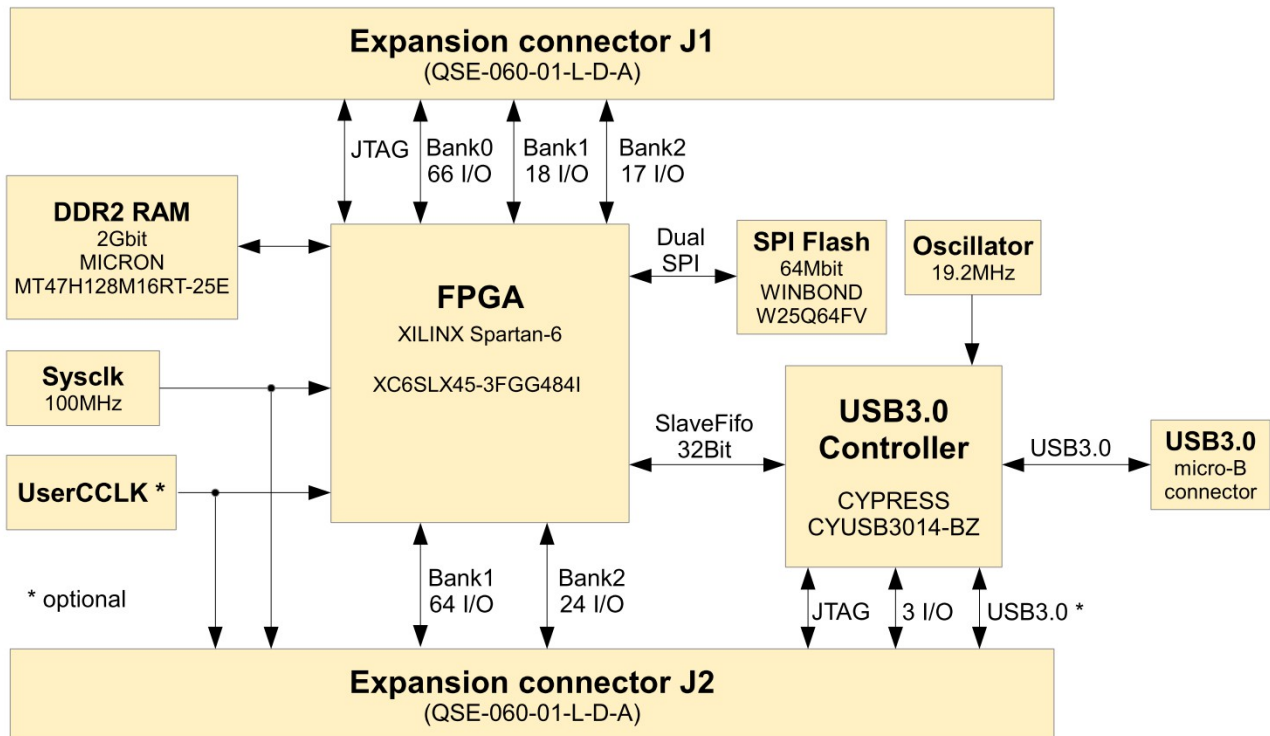 Expansion connector J1
(QSE-060-01-L-D-A)
JTAG
Bank0
66 I/O
Bank1
18 I/O
Bank2
17 I/O
DDR2 RAM
2Gbit
MICRON
MT47H128M16RT-25E
FPGA
XILINX Spartan-6
XC6SLX45-3FGG484I
Dual
SPI
SPI Flash
64Mbit
WINBOND
W25Q64FV
Oscillator
19.2MHz
Sysclk
100MHz
UserCCLK *
SlaveFifo
32Bit
USB3.0
Controller
CYPRESS
CYUSB3014-BZ
USB3.0
USB3.0
micro-B
connector
* optional
Bank1
64 I/O
Bank2
24 I/O
JTAG
3 I/O
USB3.0 *
Expansion connector J2
(QSE-060-01-L-D-A)